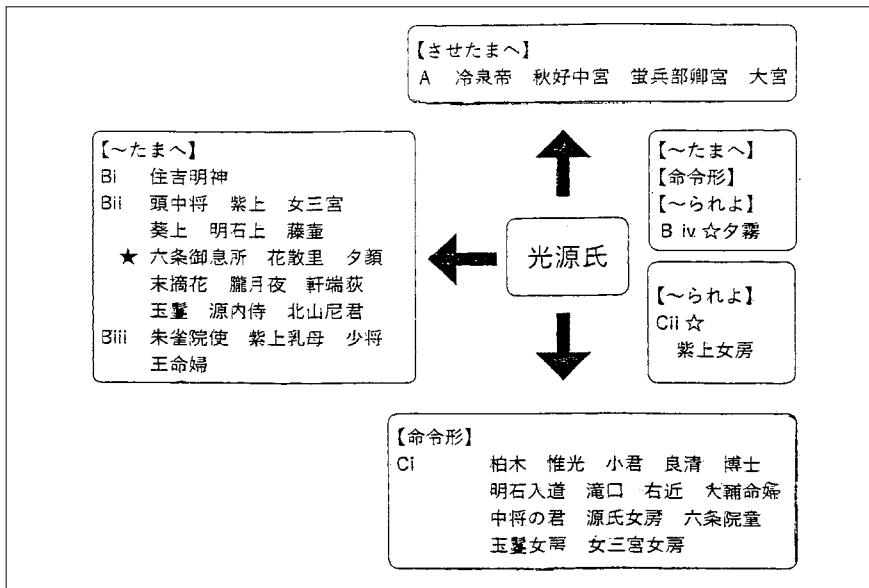 【させたまへ】
A 冷泉帝 秋好中宮 蛍兵部卿宮 大宮
【～たまへ】
Bi 住吉明神
Bii 頭中将 紫上 女三宮
葵上 明石上 藤壷
★ 六条御息所 花散里 夕顔
末摘花 朧月夜 軒端荻
玉鬘 源内侍 北山尼君
Biii 朱雀院使 紫上乳母 少将
王命婦
光源氏
【～たまへ】
【命令形】
【～られよ】
B iv ☆夕霧
【～られよ】
Cii ☆
紫上女房
【命令形】
Ci 柏木 惟光 小君 良清 博士
明石入道 滝口 右近 大輔命婦
中将の君 源氏女房 六条院童
玉鬘女房 女三宮女房